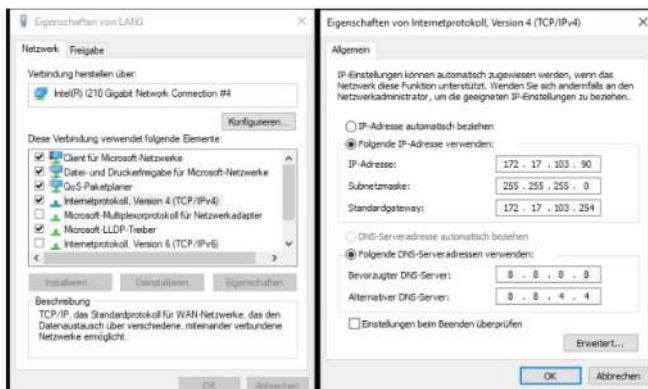 Eigenschaften von LAN3
Netzwerk Freigabe
Verbindung herstellen über:
Intel(R) I210 Gigabit Network Connection #4
Konfigurieren...
Diese Verbindung verwendet folgende Elemente:
Client für Microsoft-Netzwerke
Datei- und Druckerfreigabe für Microsoft-Netzwerke
QoS-Paketplaner
Internetprotokoll, Version 4 (TCP/IPv4)
Microsoft-Multiplexorprotokoll für Netzwerkadapter
Microsoft-LLDP-Treiber
Internetprotokoll, Version 6 (TCP/IPv6)
Installieren... Deinstallieren Eigenschaften
Beschreibung
TCP/IP, das Standardprotokoll für WAN-Netzwerke, das den
Datenaustausch über verschiedene, miteinander verbundene
Netzwerke ermöglicht.
OK Abbrechen
Eigenschaften von Internetprotokoll, Version 4 (TCP/IPv4)
Allgemein
IP-Einstellungen können automatisch zugewiesen werden, wenn das
Netzwerk diese Funktion unterstützt. Wenden Sie sich andernfalls an den
Netzwerkadministrator, um die geeigneten IP-Einstellungen zu beziehen.
IP-Adresse automatisch beziehen
Folgende IP-Adresse verwenden:
IP-Adresse: 172 . 17 . 103 . 90
Subnetzmaske: 255 . 255 . 255 . 0
Standardgateway: 172 . 17 . 103 . 254
DNS-Serveradresse automatisch beziehen
Folgende DNS-Serveradressen verwenden:
Bevorzugter DNS-Server: 8 . 8 . 8 . 8
Alternativer DNS-Server: 8 . 8 . 4 . 4
Einstellungen beim Beenden überprüfen
Erweitert...
OK Abbrechen